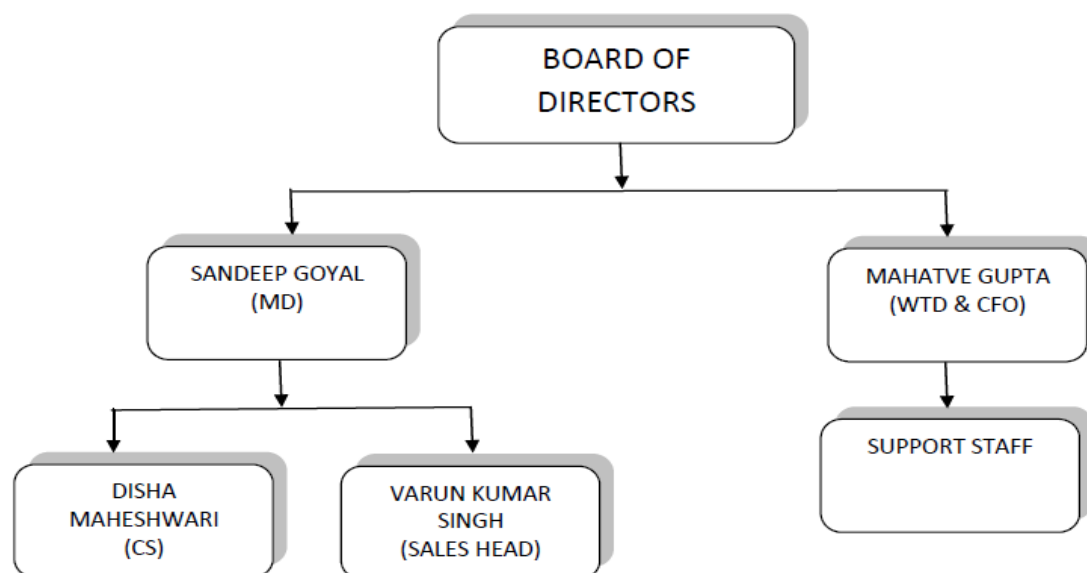 BOARD OF
DIRECTORS
SANDEEP GOYAL
(MD)
MAHATVE GUPTA
(WTD & CFO)
DISHA
MAHESHWARI
(CS)
VARUN KUMAR
SINGH
(SALES HEAD)
SUPPORT STAFF